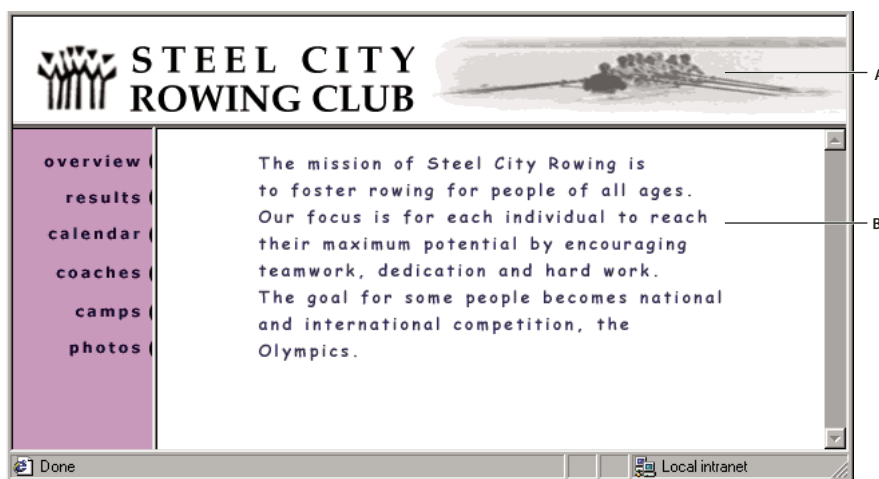 STEEL CITY
ROWING CLUB
A
overview
results
calendar
coaches
camps
photos
The mission of Steel City Rowing is
to foster rowing for people of all ages.
Our focus is for each individual to reach
their maximum potential by encouraging
teamwork, dedication and hard work.
The goal for some people becomes national
and international competition, the
Olympics.
B
Done
Local intranet